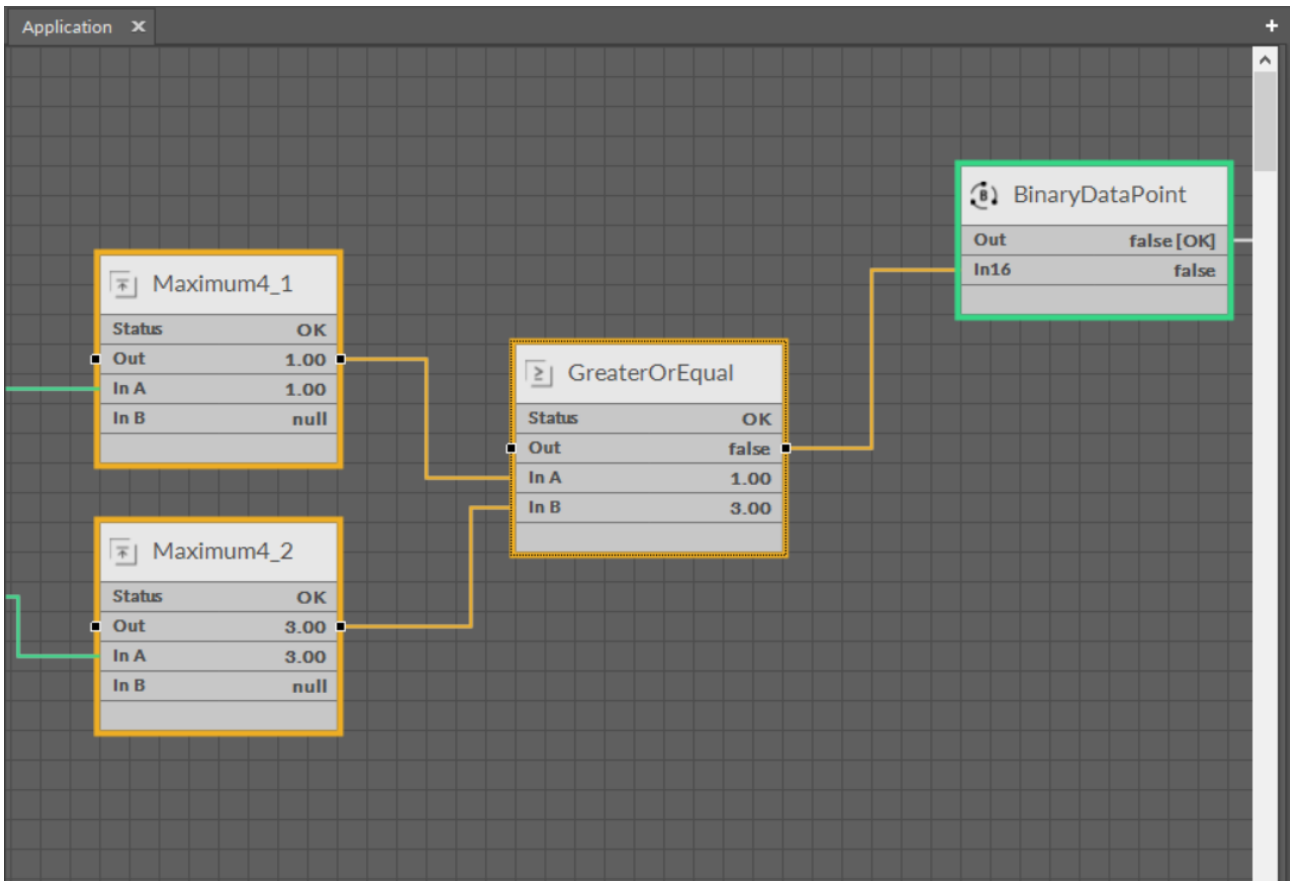 Application ✕
+
BinaryDataPoint
Out false [OK]
In16 false
Maximum4_1
Status OK
Out 1.00
In A 1.00
In B null
GreaterOrEqual
Status OK
Out false
In A 1.00
In B 3.00
Maximum4_2
Status OK
Out 3.00
In A 3.00
In B null